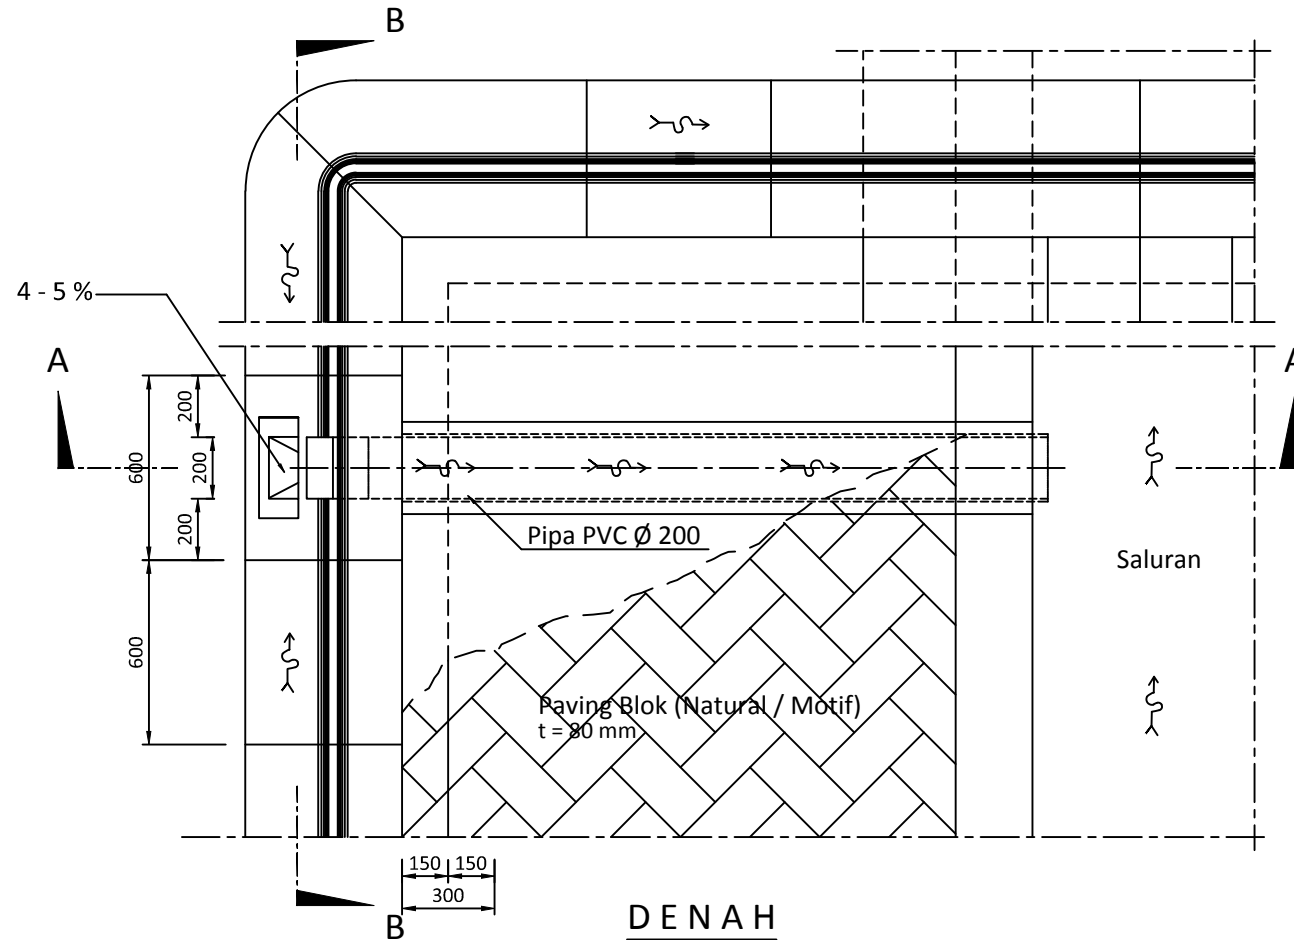 B
4 - 5 %
A
A
200
600
200
200
Pipa PVC Ø 200
Saluran
600
Paving Blok (Natural / Motif)
t = 80 mm
150
150
300
B
D E N A H